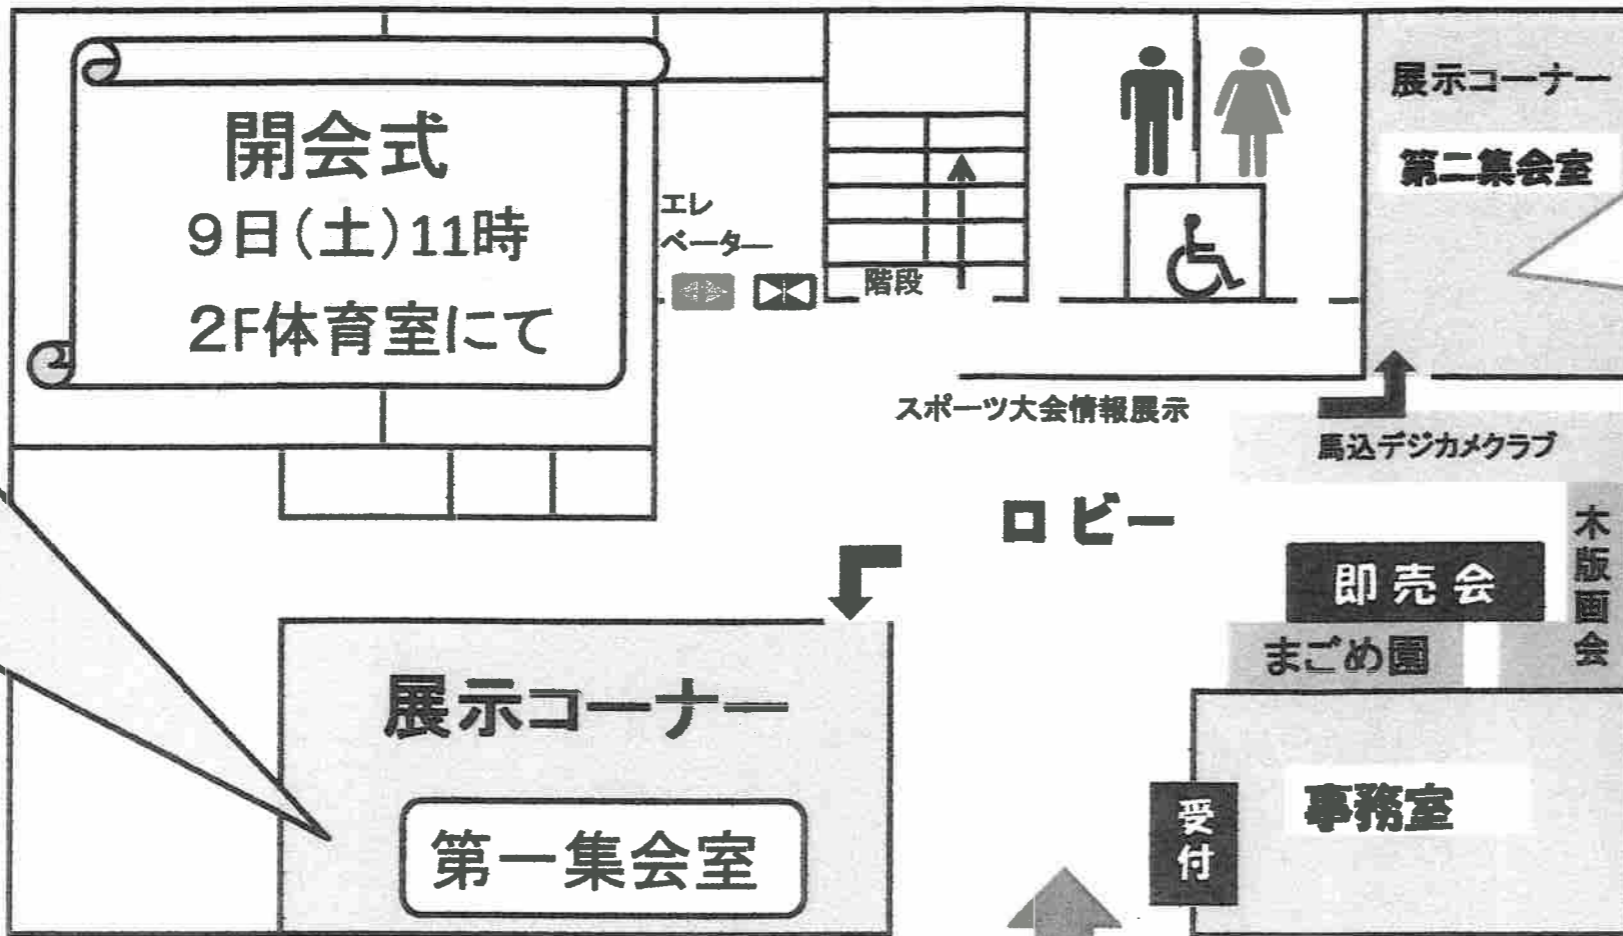 開会式
9日(土)11時
2F体育室にて
エレ
ベーター
階段
展示コーナー
第二集会室
スポーツ大会情報展示
馬込デジカメクラブ
ロビー
木版画会
即売会
まごめ園
展示コーナー
第一集会室
受付
事務室